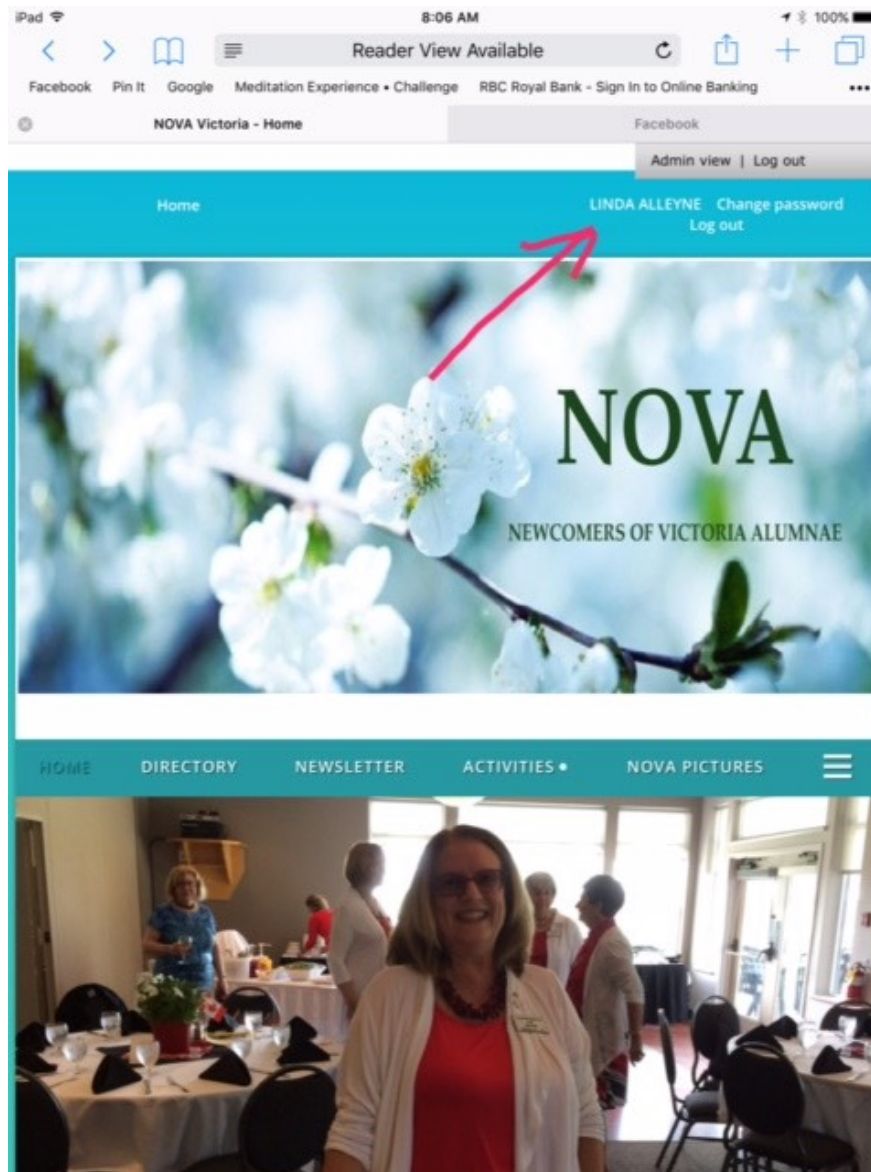 iPad 8:06 AM 100%
Reader View Available
Facebook Pin It Google Meditation Experience • Challenge RBC Royal Bank - Sign In to Online Banking •••
NOVA Victoria - Home Facebook
Admin view | Log out
Home LINDA ALLEYNE Change password
Log out
NOVA
NEWCOMERS OF VICTORIA ALUMNAE
HOME DIRECTORY NEWSLETTER ACTIVITIES • NOVA PICTURES